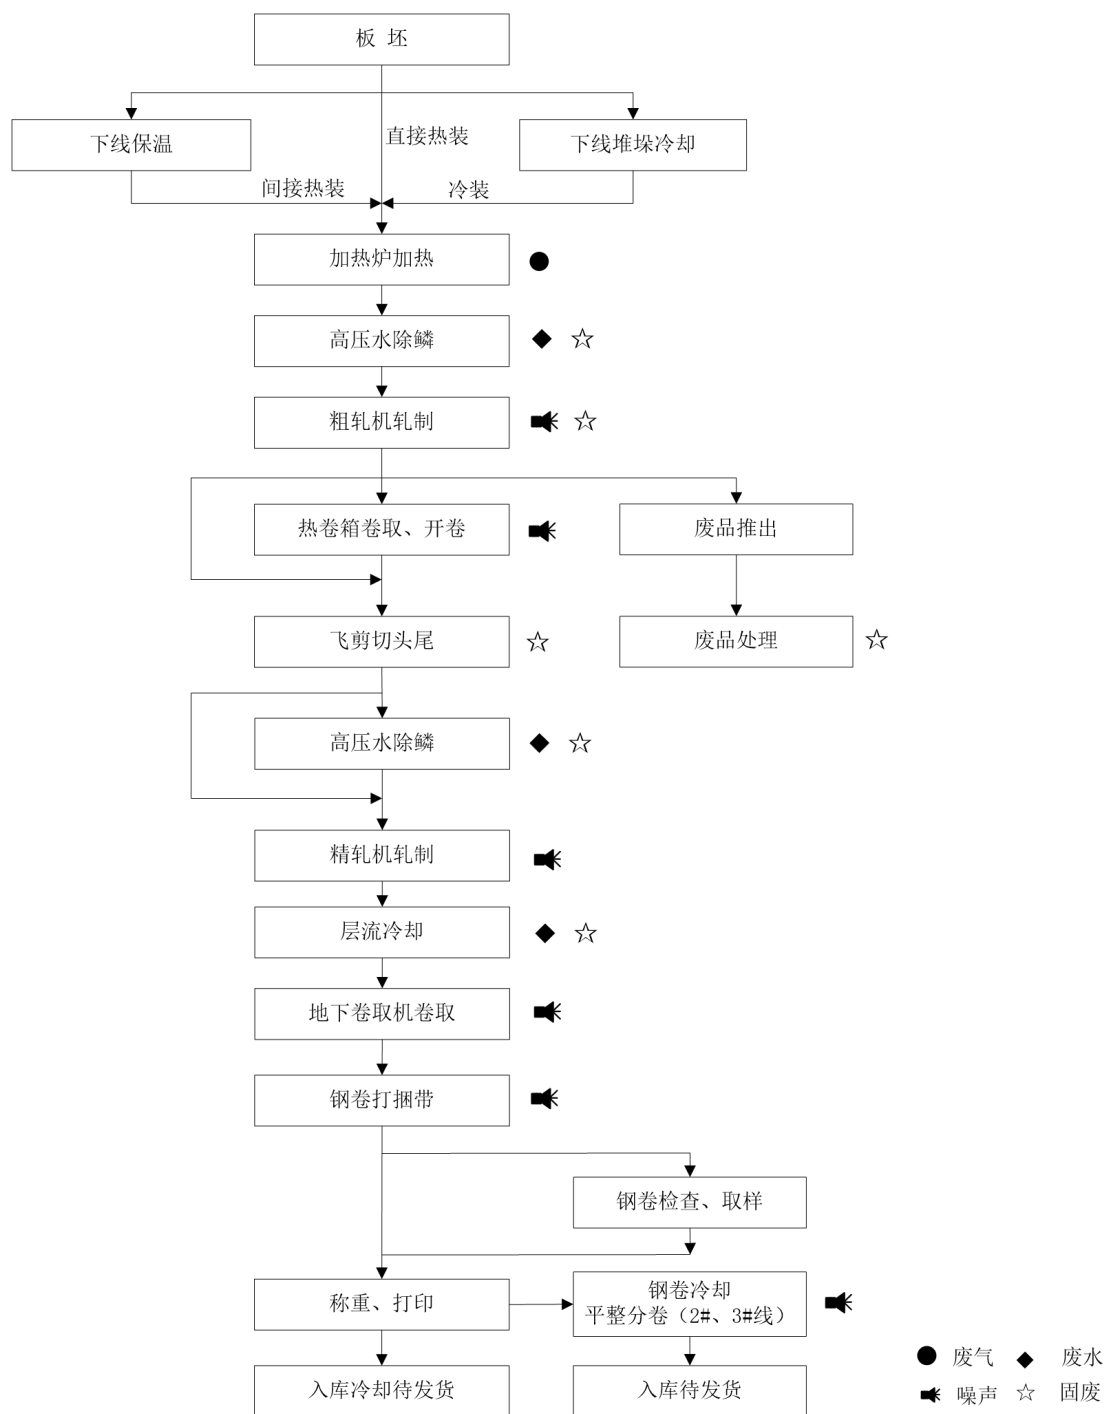 板 坯
下线保温
直接热装
下线堆垛冷却
间接热装
冷装
加热炉加热
高压水除鳞
粗轧机轧制
热卷箱卷取、开卷
废品推出
飞剪切头尾
废品处理
高压水除鳞
精轧机轧制
层流冷却
地下卷取机卷取
钢卷打捆带
钢卷检查、取样
称重、打印
钢卷冷却
平整分卷（2#、3#线）
入库冷却待发货
入库待发货
废气
废水
噪声
固废